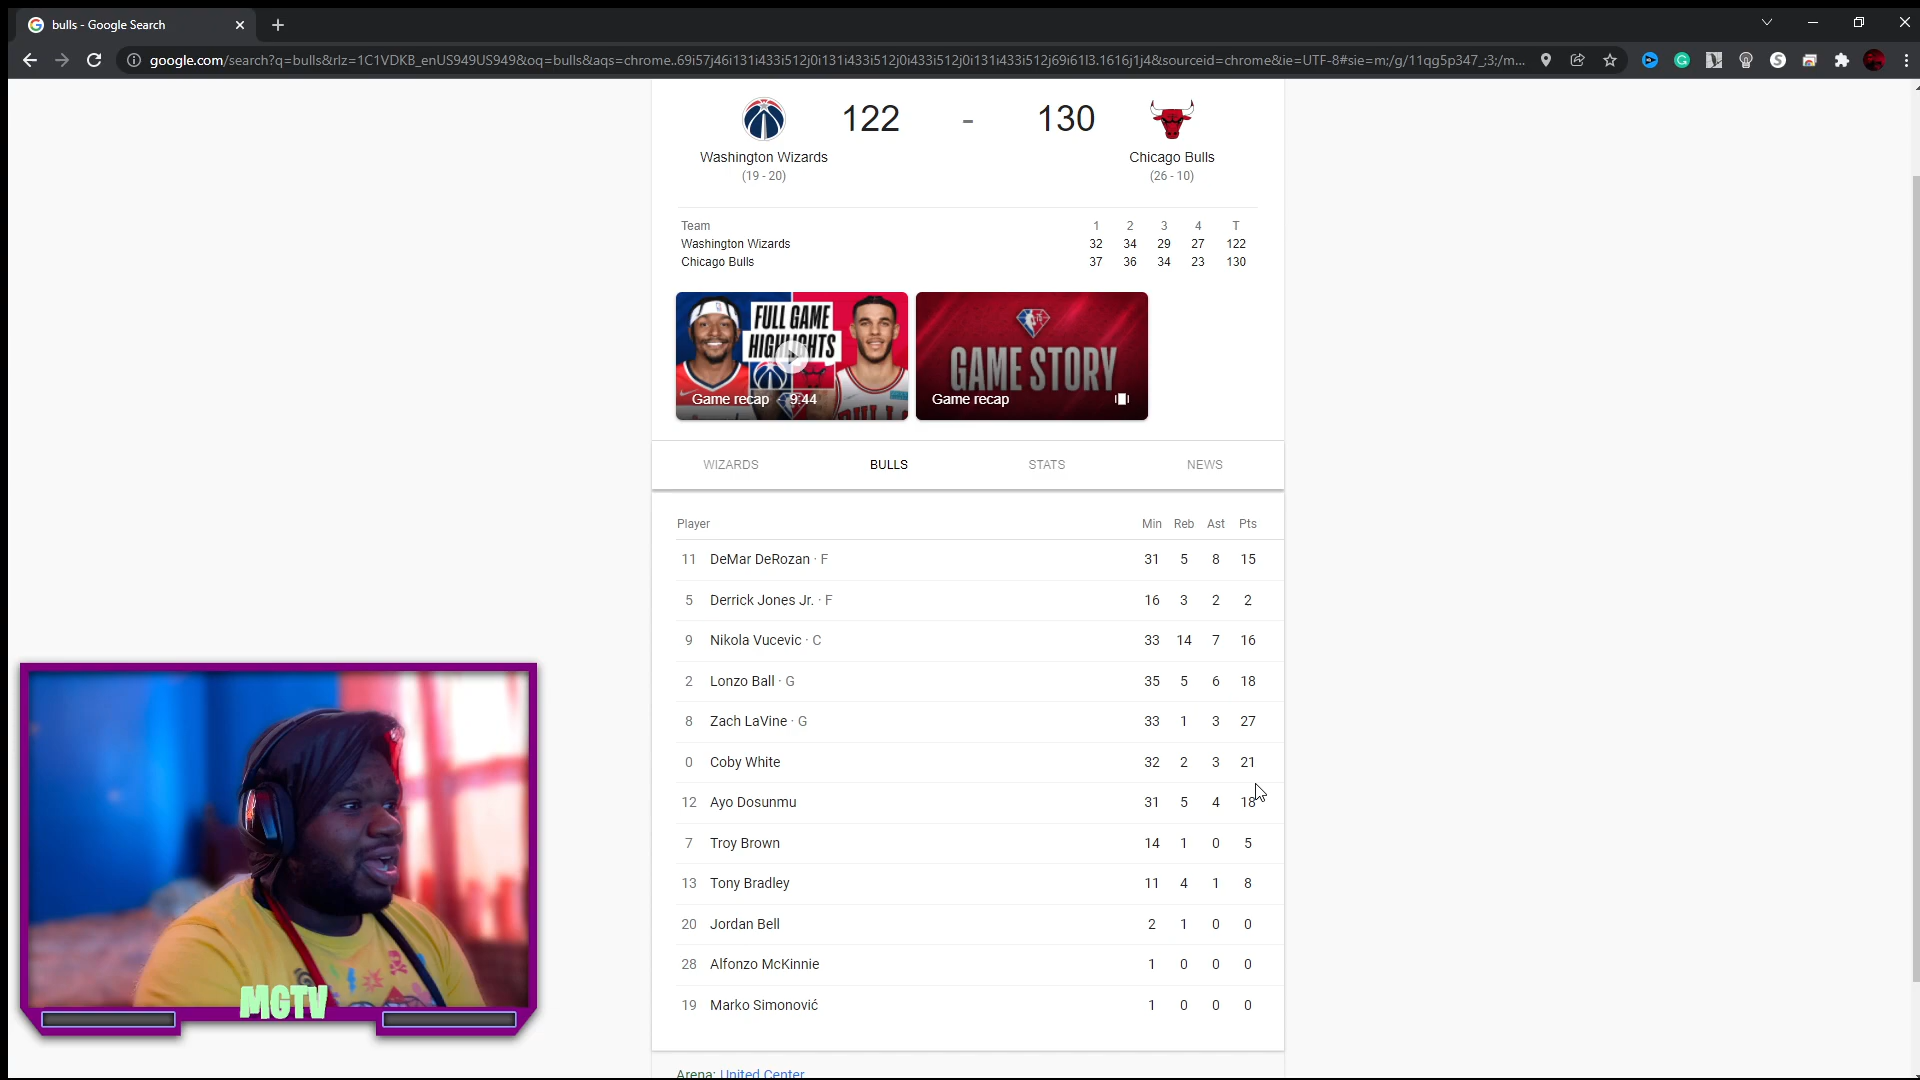 bulls - Google Search
google.com/search?q=bulls&rlz=1C1VDKB_enUS949US949&oq=bulls&aqs=chrome..69i57j46i131i433i512j0i131i433i512j0i433i512j0i131i433i512j69i61l3.1616j1j4&sourceid=chrome&ie=UTF-8#sie=m;/g/11qg5p347_;3;/m...
122 - 130
Washington Wizards Chicago Bulls
(19 - 20) (26 - 10)
Team 1 2 3 4 T
Washington Wizards 32 34 29 27 122
Chicago Bulls 37 36 34 23 130
FULL GAME
HIGHLIGHTS
Game recap · 9:44
GAME STORY
Game recap
WIZARDS BULLS STATS NEWS
Player Min Reb Ast Pts
11 DeMar DeRozan · F 31 5 8 15
5 Derrick Jones Jr. · F 16 3 2 2
9 Nikola Vucevic · C 33 14 7 16
2 Lonzo Ball · G 35 5 6 18
8 Zach LaVine · G 33 1 3 27
0 Coby White 32 2 3 21
12 Ayo Dosunmu 31 5 4 18
7 Troy Brown 14 1 0 5
13 Tony Bradley 11 4 1 8
20 Jordan Bell 2 1 0 0
28 Alfonzo McKinnie 1 0 0 0
19 Marko Simonović 1 0 0 0
Arena: United Center
MGTV